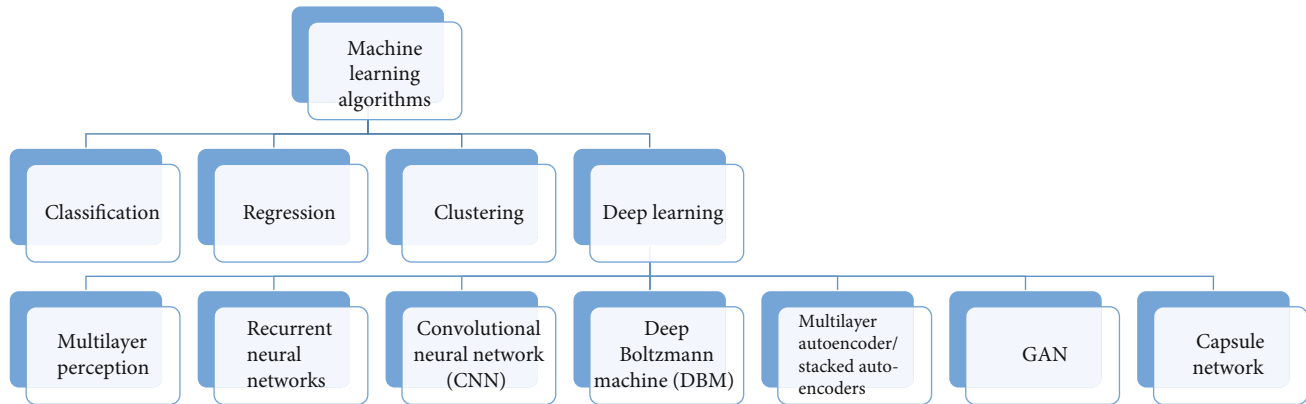 Machine
learning
algorithms
Classification
Regression
Clustering
Deep learning
Multilayer
perception
Recurrent
neural
networks
Convolutional
neural network
(CNN)
Deep
Boltzmann
machine (DBM)
Multilayer
autoencoder/
stacked auto-
encoders
GAN
Capsule
network